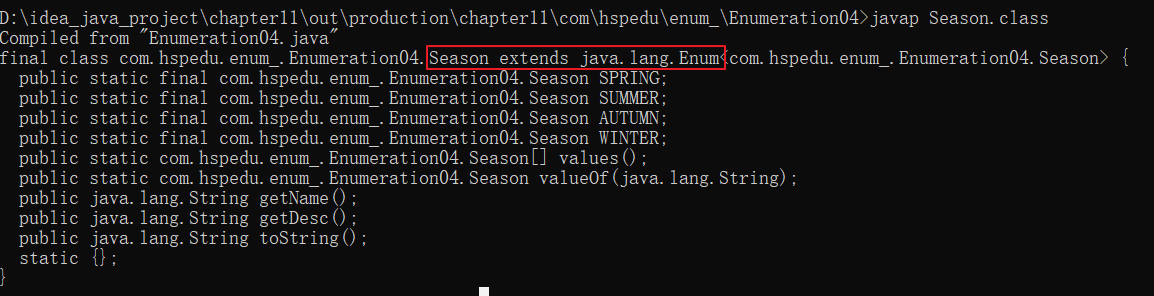 D:\idea_java_project\chapter11\out\production\chapter11\com\hspedu\enum_\Enumeration04>javap Season.class
Compiled from "Enumeration04.java"
final class com.hspedu.enum_.Enumeration04.Season extends java.lang.Enum<com.hspedu.enum_.Enumeration04.Season> {
  public static final com.hspedu.enum_.Enumeration04.Season SPRING;
  public static final com.hspedu.enum_.Enumeration04.Season SUMMER;
  public static final com.hspedu.enum_.Enumeration04.Season AUTUMN;
  public static final com.hspedu.enum_.Enumeration04.Season WINTER;
  public static com.hspedu.enum_.Enumeration04.Season[] values();
  public static com.hspedu.enum_.Enumeration04.Season valueOf(java.lang.String);
  public java.lang.String getName();
  public java.lang.String getDesc();
  public java.lang.String toString();
  static {};
}